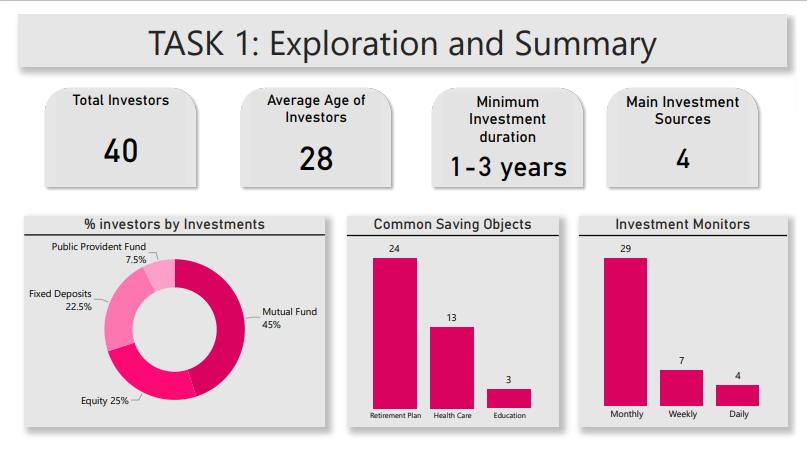 TASK 1: Exploration and Summary
Total Investors
40
Average Age of
Investors
28
Minimum
Investment
duration
1-3 years
Main Investment
Sources
4
% investors by Investments
Public Provident Fund
7.5%
Fixed Deposits
22.5%
Mutual Fund
45%
Equity 25%
Common Saving Objects
24
13
3
Retirement Plan
Health Care
Education
Investment Monitors
29
7
4
Monthly
Weekly
Daily